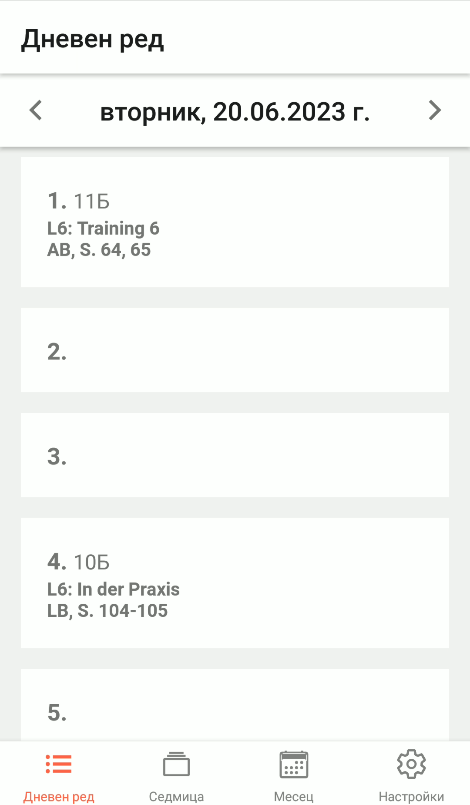 Дневен ред
вторник, 20.06.2023 г.
1. 11Б
L6: Training 6
AB, S. 64, 65
2.
3.
4. 10Б
L6: In der Praxis
LB, S. 104-105
5.
Дневен ред
Седмица
Месец
Настройки